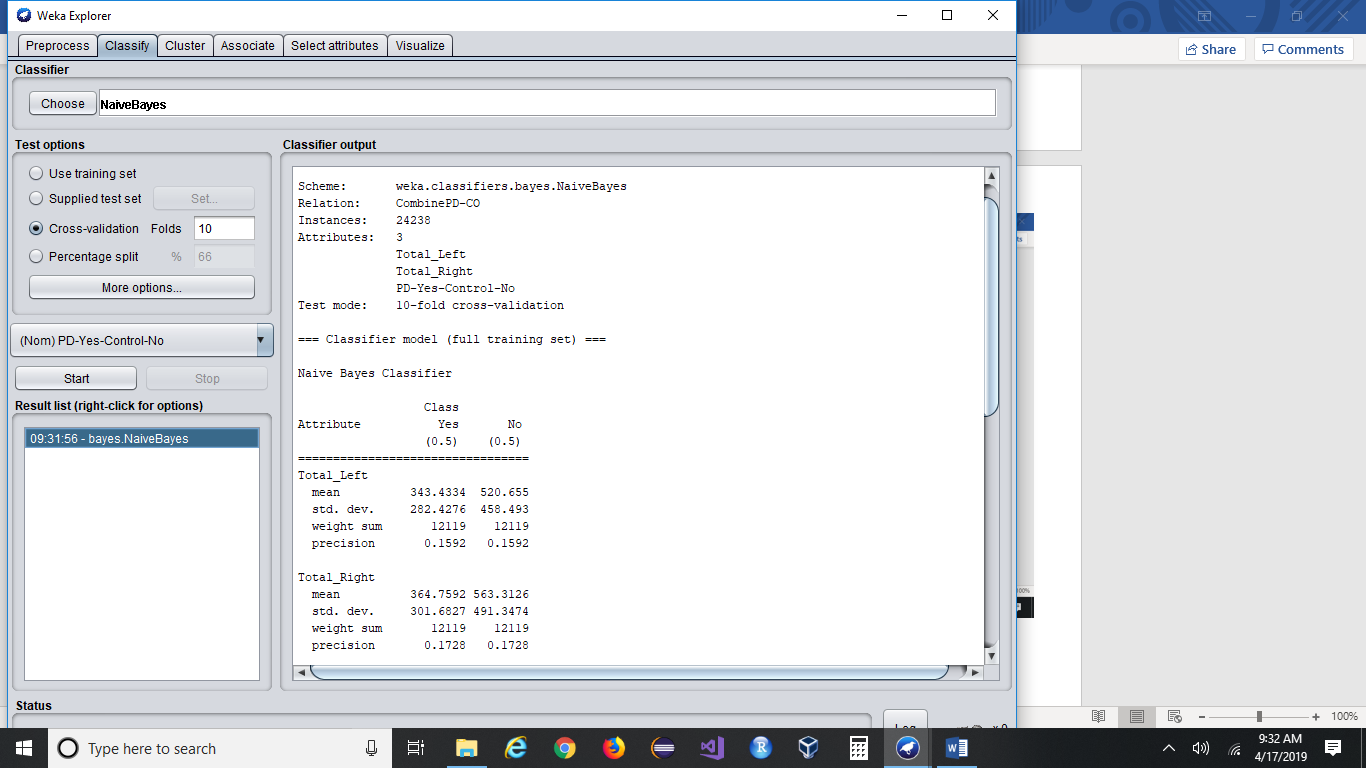 Weka Explorer
Share Comments
Preprocess Classify Cluster Associate Select attributes Visualize
Classifier
Choose NaiveBayes
Test options
Use training set
Supplied test set Set...
Cross-validation Folds 10
Percentage split % 66
More options...
(Nom) PD-Yes-Control-No
Start Stop
Result list (right-click for options)
09:31:56 - bayes.NaiveBayes
Classifier output
Scheme: weka.classifiers.bayes.NaiveBayes
Relation: CombinePD-CO
Instances: 24238
Attributes: 3
Total_Left
Total_Right
PD-Yes-Control-No
Test mode: 10-fold cross-validation
=== Classifier model (full training set) ===
Naive Bayes Classifier
Class
Attribute Yes No
(0.5) (0.5)
=================================
Total_Left
mean 343.4334 520.655
std. dev. 282.4276 458.493
weight sum 12119 12119
precision 0.1592 0.1592
Total_Right
mean 364.7592 563.3126
std. dev. 301.6827 491.3474
weight sum 12119 12119
precision 0.1728 0.1728
Status
Log x 0
100%
Type here to search
9:32 AM
4/17/2019